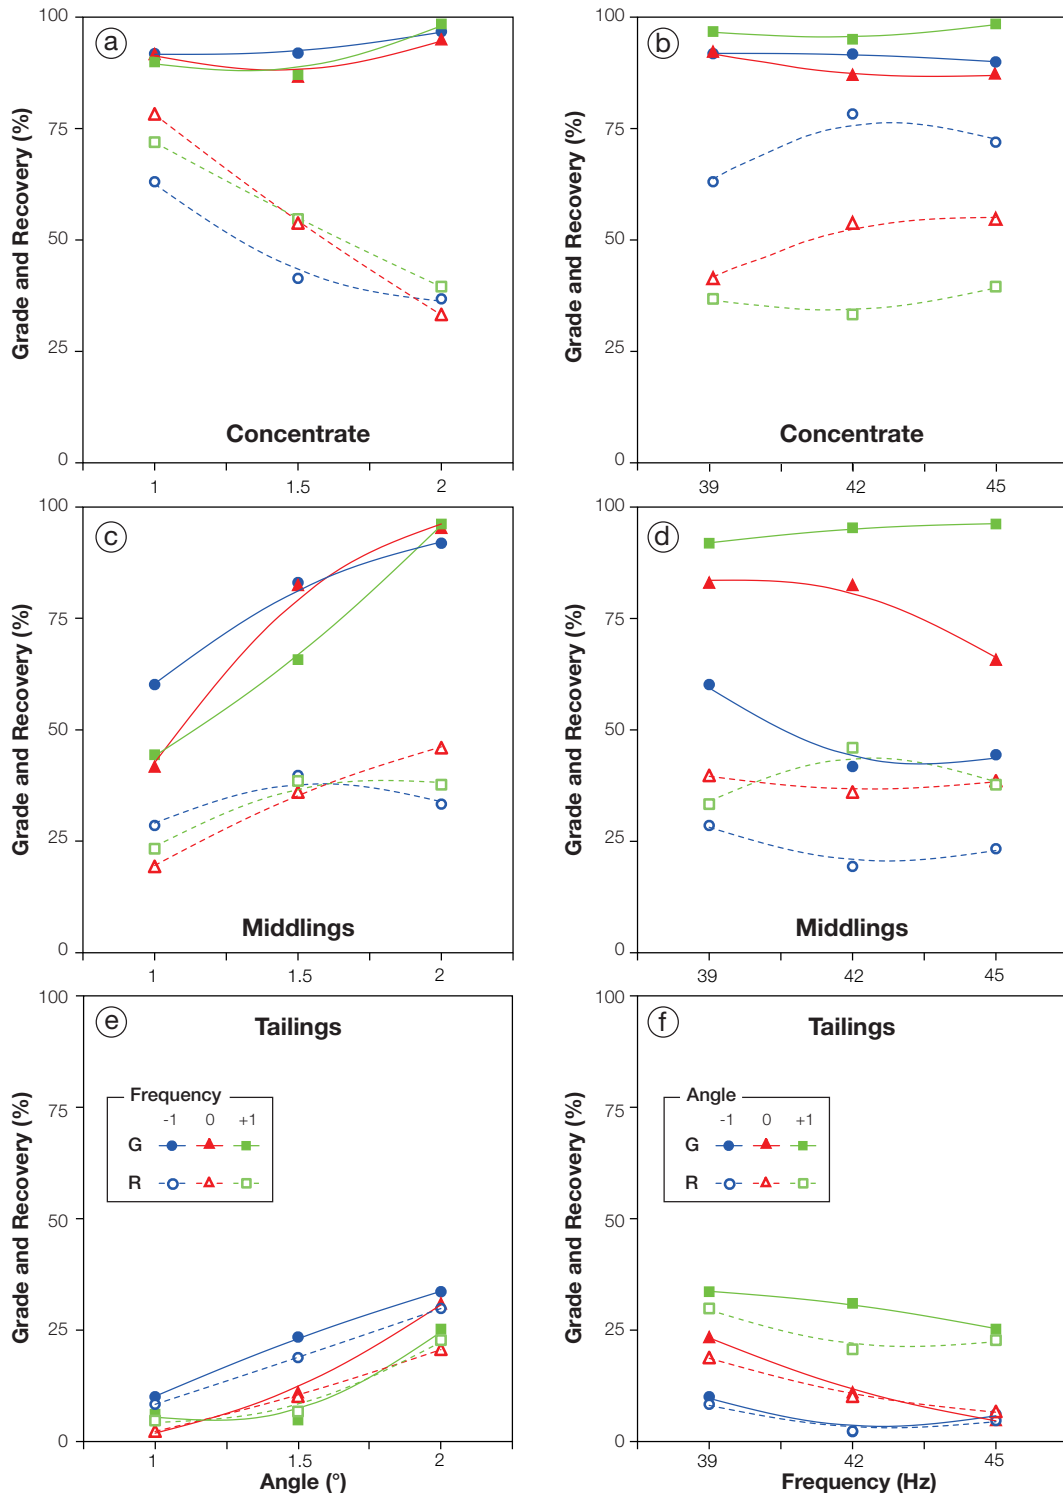 a
100
75
50
25
0
Grade and Recovery (%)
Concentrate
1
1.5
2
b
100
75
50
25
0
Grade and Recovery (%)
Concentrate
39
42
45
c
100
75
50
25
0
Grade and Recovery (%)
Middlings
1
1.5
2
d
100
75
50
25
0
Grade and Recovery (%)
Middlings
39
42
45
e
Tailings
100
75
50
25
0
Grade and Recovery (%)
Frequency
-1 0 +1
G
R
1
1.5
2
Angle (°)
f
Tailings
100
75
50
25
0
Grade and Recovery (%)
Angle
-1 0 +1
G
R
39
42
45
Frequency (Hz)